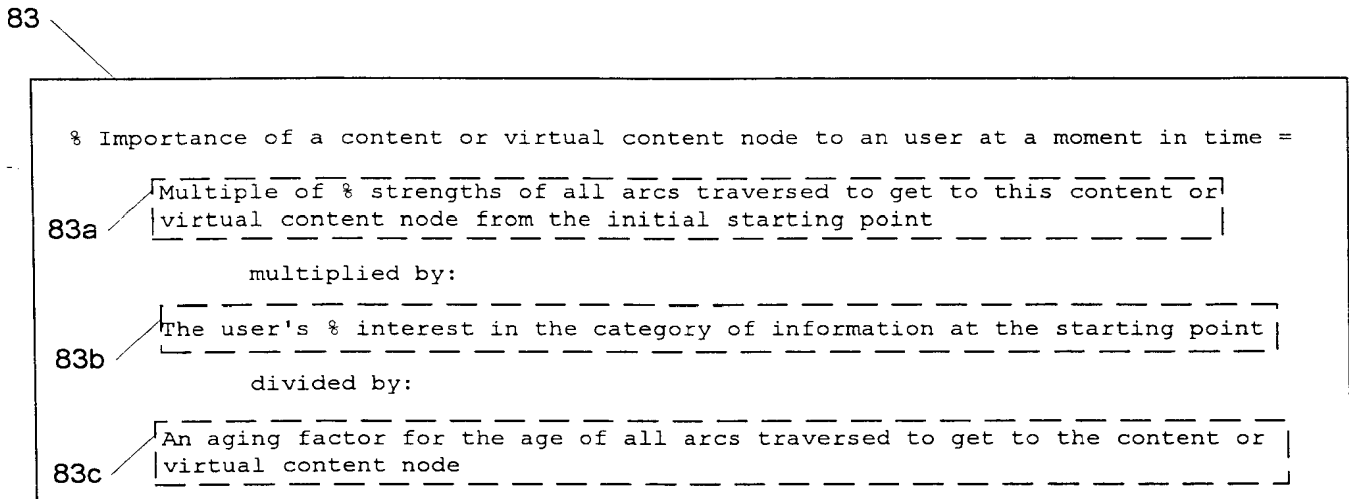 83
% Importance of a content or virtual content node to an user at a moment in time =
Multiple of % strengths of all arcs traversed to get to this content or
virtual content node from the initial starting point
83a
multiplied by:
The user's % interest in the category of information at the starting point
83b
divided by:
An aging factor for the age of all arcs traversed to get to the content or
virtual content node
83c